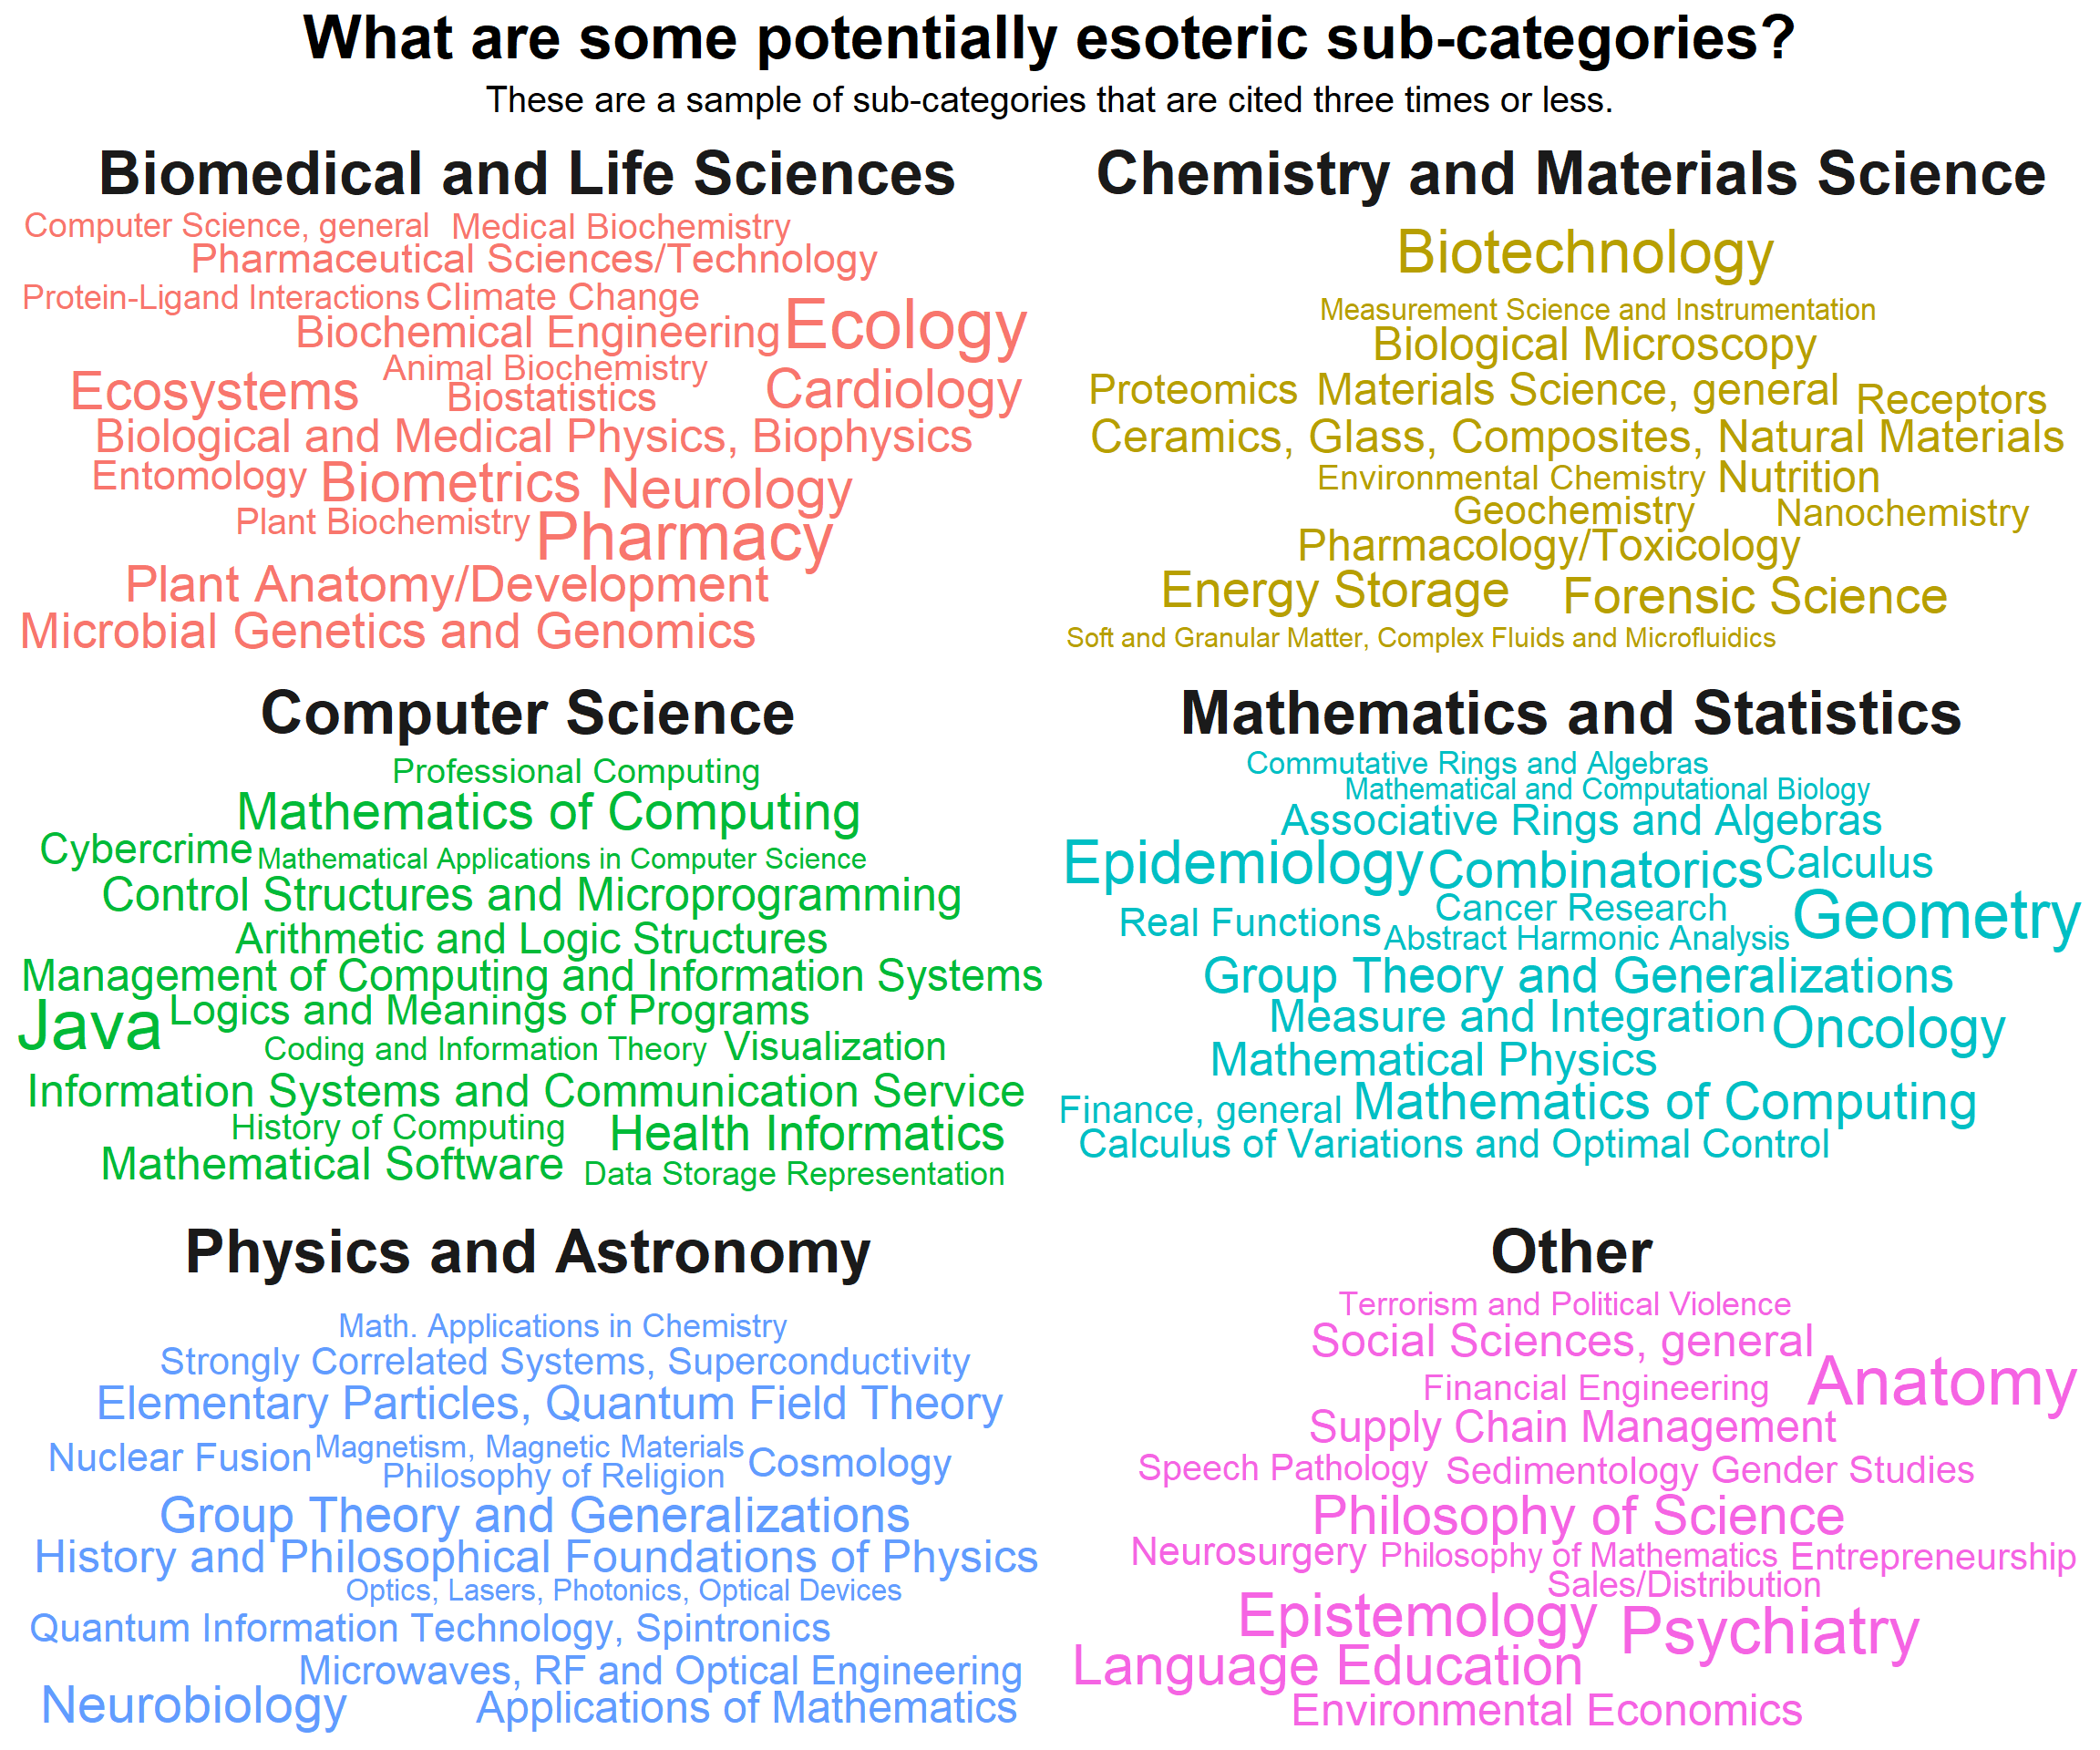 What are some potentially esoteric sub-categories?
These are a sample of sub-categories that are cited three times or less.
Biomedical and Life Sciences
Computer Science, general
Medical Biochemistry
Pharmaceutical Sciences/Technology
Protein-Ligand Interactions
Climate Change
Biochemical Engineering
Ecology
Animal Biochemistry
Ecosystems
Biostatistics
Cardiology
Biological and Medical Physics, Biophysics
Entomology
Biometrics
Neurology
Plant Biochemistry
Pharmacy
Plant Anatomy/Development
Microbial Genetics and Genomics
Chemistry and Materials Science
Biotechnology
Measurement Science and Instrumentation
Biological Microscopy
Proteomics
Materials Science, general
Receptors
Ceramics, Glass, Composites, Natural Materials
Environmental Chemistry
Nutrition
Geochemistry
Nanochemistry
Pharmacology/Toxicology
Energy Storage
Forensic Science
Soft and Granular Matter, Complex Fluids and Microfluidics
Computer Science
Professional Computing
Mathematics of Computing
Cybercrime
Mathematical Applications in Computer Science
Control Structures and Microprogramming
Arithmetic and Logic Structures
Management of Computing and Information Systems
Java
Logics and Meanings of Programs
Coding and Information Theory
Visualization
Information Systems and Communication Service
History of Computing
Health Informatics
Mathematical Software
Data Storage Representation
Mathematics and Statistics
Commutative Rings and Algebras
Mathematical and Computational Biology
Associative Rings and Algebras
Epidemiology
Combinatorics
Calculus
Real Functions
Cancer Research
Geometry
Abstract Harmonic Analysis
Group Theory and Generalizations
Measure and Integration
Oncology
Mathematical Physics
Finance, general
Mathematics of Computing
Calculus of Variations and Optimal Control
Physics and Astronomy
Math. Applications in Chemistry
Strongly Correlated Systems, Superconductivity
Elementary Particles, Quantum Field Theory
Nuclear Fusion
Magnetism, Magnetic Materials
Philosophy of Religion
Cosmology
Group Theory and Generalizations
History and Philosophical Foundations of Physics
Optics, Lasers, Photonics, Optical Devices
Quantum Information Technology, Spintronics
Microwaves, RF and Optical Engineering
Neurobiology
Applications of Mathematics
Other
Terrorism and Political Violence
Social Sciences, general
Financial Engineering
Anatomy
Supply Chain Management
Speech Pathology
Sedimentology
Gender Studies
Philosophy of Science
Neurosurgery
Philosophy of Mathematics
Entrepreneurship
Sales/Distribution
Epistemology
Psychiatry
Language Education
Environmental Economics